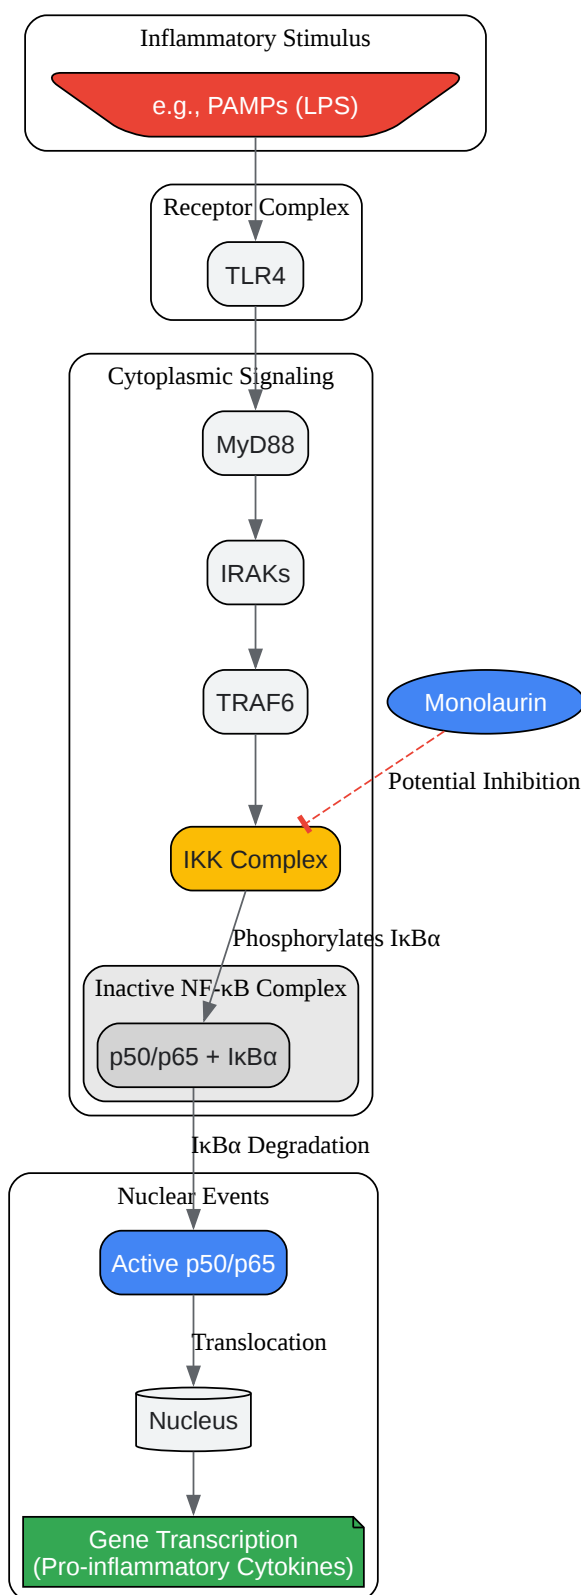 Inflammatory Stimulus
e.g., PAMPs (LPS)
Receptor Complex
TLR4
Cytoplasmic Signaling
MyD88
IRAKs
TRAF6
Monolaurin
Potential Inhibition
IKK Complex
Phosphorylates IκBα
Inactive NF-κB Complex
p50/p65 + IκBα
IκBα Degradation
Nuclear Events
Active p50/p65
Translocation
Nucleus
Gene Transcription
(Pro-inflammatory Cytokines)